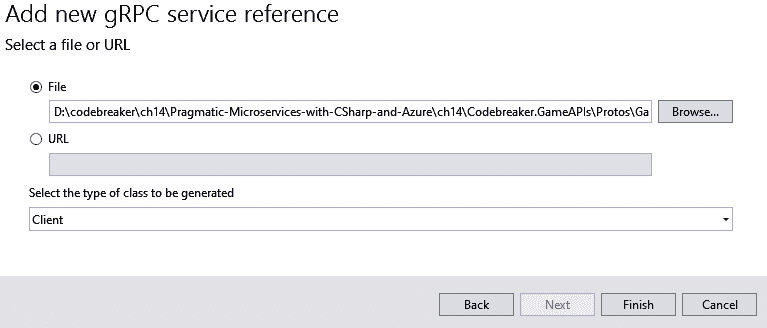 Add new gRPC service reference
Select a file or URL
File
D:\codebreaker\ch14\Pragmatic-Microservices-with-CSharp-and-Azure\ch14\Codebreaker.GameAPIs\Protos\Ga
Browse...
URL
Select the type of class to be generated
Client
Back Next Finish Cancel